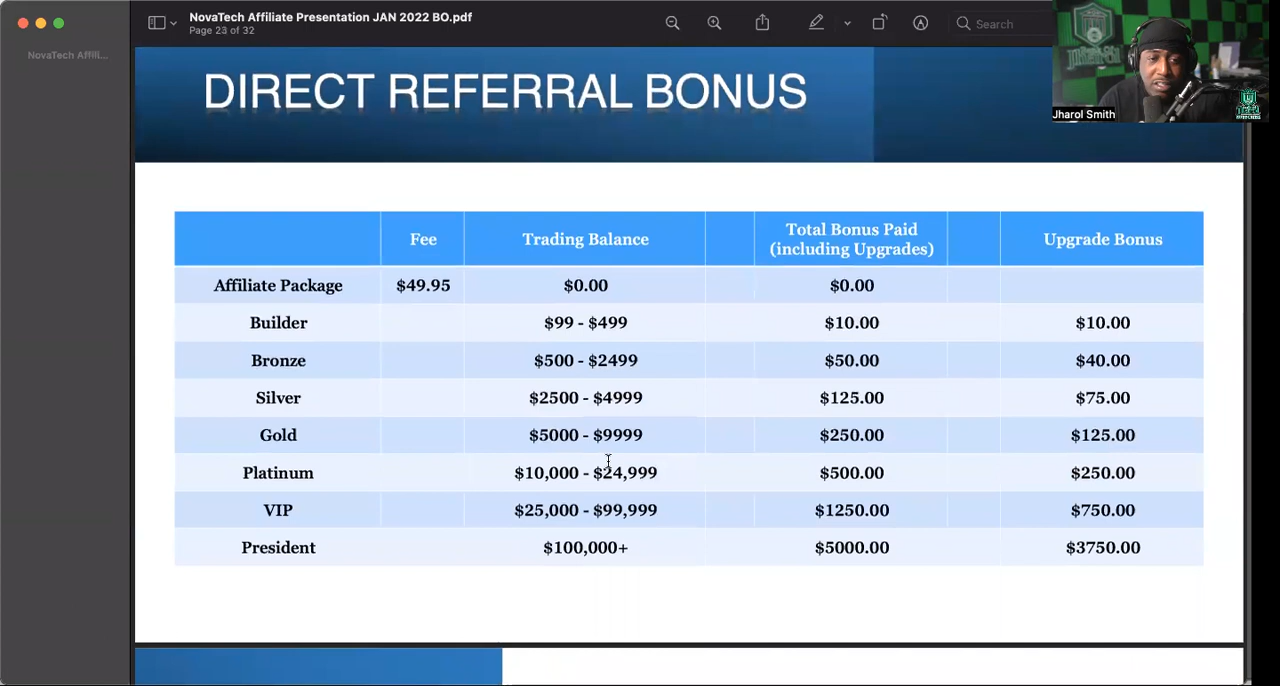 NovaTech Affiliate Presentation JAN 2022 BO.pdf
Page 23 of 32
Search
NovaTech Affill...
Jharol Smith
DIRECT REFERRAL BONUS
Fee Trading Balance Total Bonus Paid (including Upgrades) Upgrade Bonus
Affiliate Package $49.95 $0.00 $0.00
Builder $99 - $499 $10.00 $10.00
Bronze $500 - $2499 $50.00 $40.00
Silver $2500 - $4999 $125.00 $75.00
Gold $5000 - $9999 $250.00 $125.00
Platinum $10,000 - $24,999 $500.00 $250.00
VIP $25,000 - $99,999 $1250.00 $750.00
President $100,000+ $5000.00 $3750.00